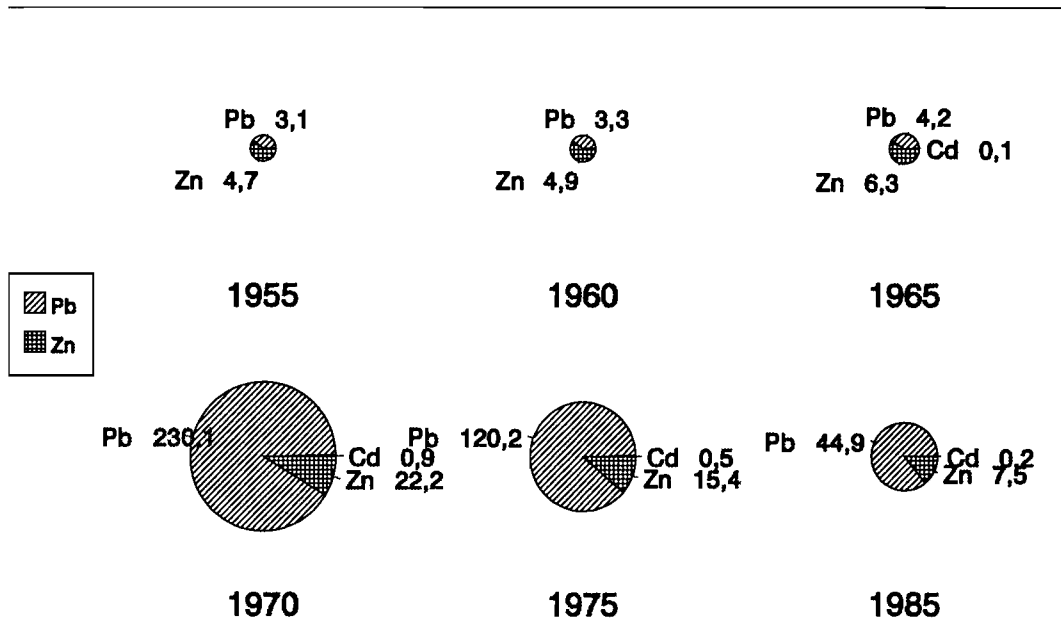 Pb 3,1
Zn 4,7
Pb 3,3
Zn 4,9
Pb 4,2
Cd 0,1
Zn 6,3
1955
1960
1965
Pb
Zn
Pb
Cd 0,9
Zn 22,2
Pb 120,2
Cd 0,5
Zn 15,4
Pb 44,9
Cd 0,2
Zn 7,5
1970
1975
1985